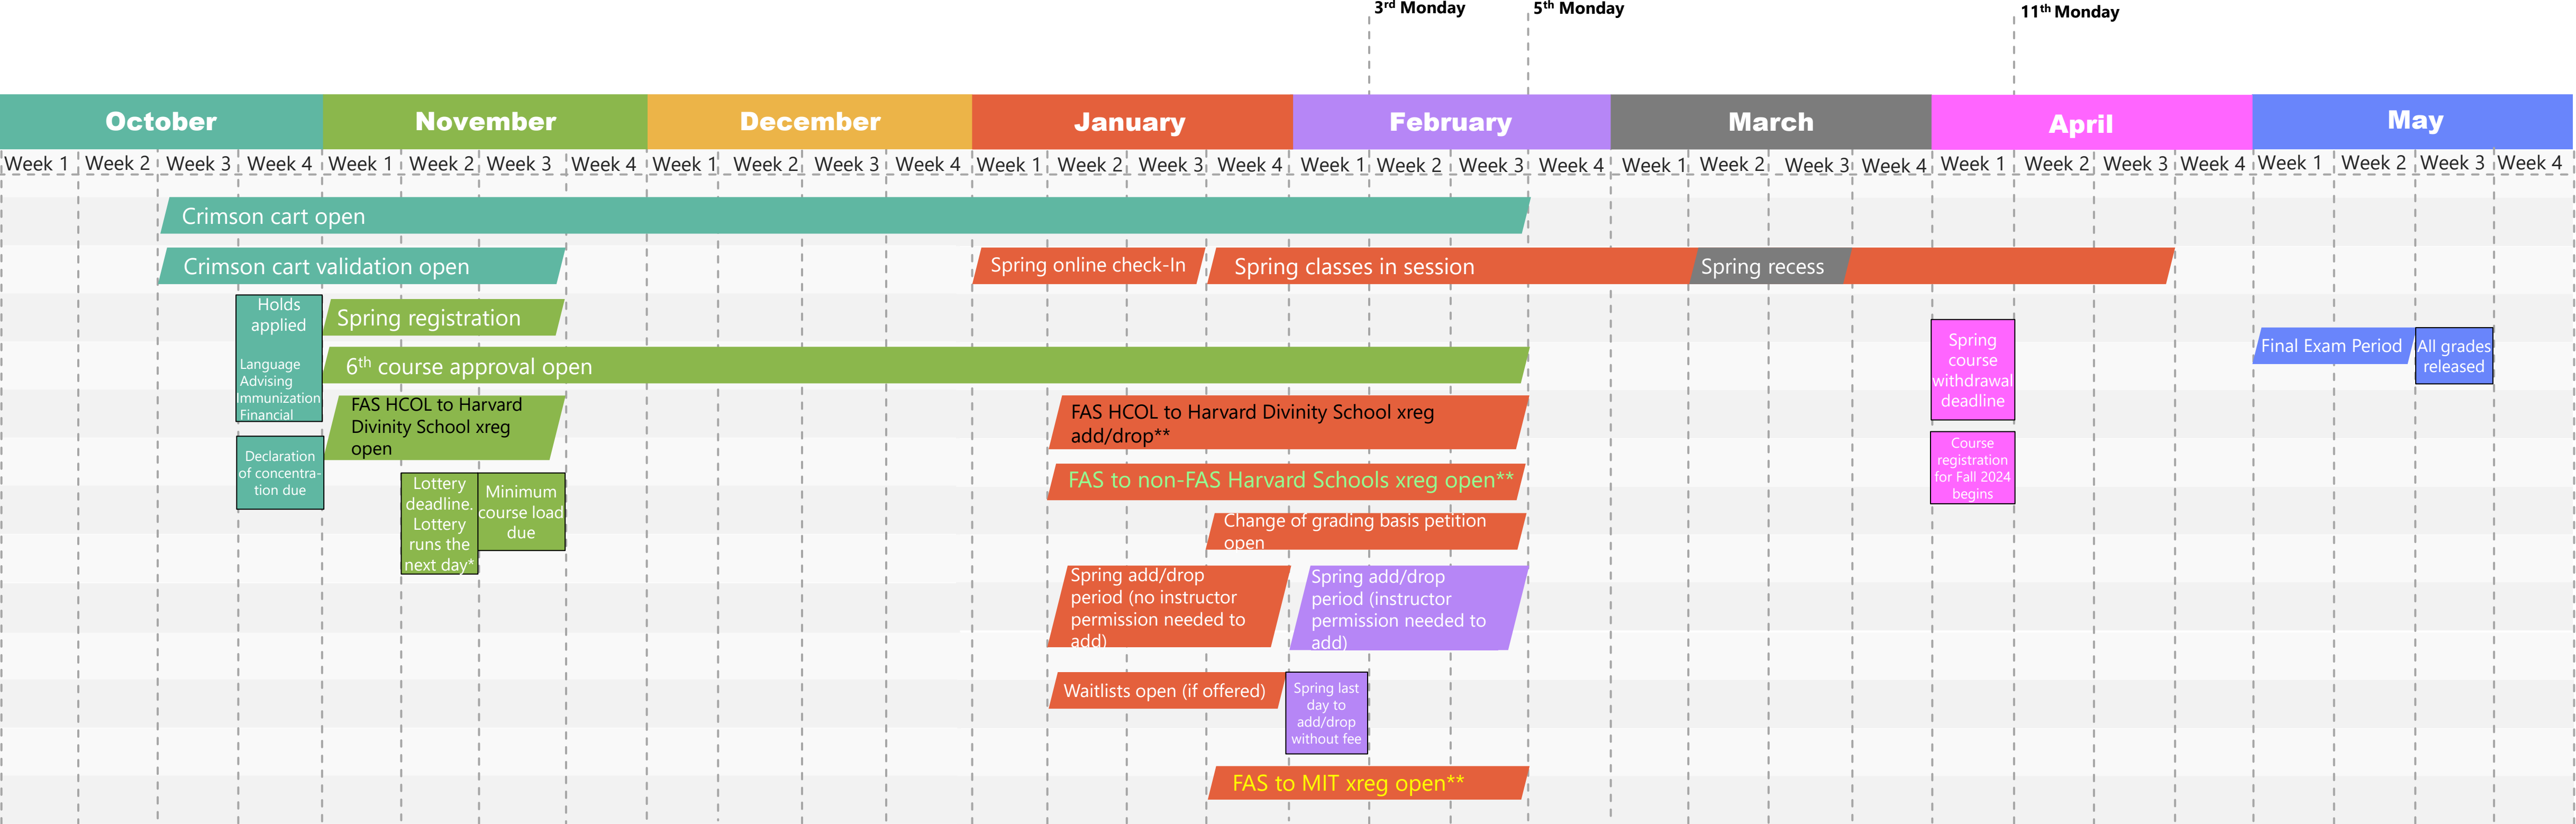 3rd Monday
5th Monday
11th Monday
October
November
December
January
February
March
April
May
Week 1
Week 2
Week 3
Week 4
Week 1
Week 2
Week 3
Week 4
Week 1
Week 2
Week 3
Week 4
Week 1
Week 2
Week 3
Week 4
Week 1
Week 2
Week 3
Week 4
Week 1
Week 2
Week 3
Week 4
Week 1
Week 2
Week 3
Week 4
Week 1
Week 2
Week 3
Week 4
Crimson cart open
Crimson cart validation open
Spring online check-In
Spring classes in session
Spring recess
Holds
applied
Language
Advising
Immunization
Financial
Spring registration
6th course approval open
Spring
course
withdrawal
deadline
Final Exam Period
All grades
released
FAS HCOL to Harvard
Divinity School xreg
open
FAS HCOL to Harvard Divinity School xreg
add/drop**
Declaration
of concentra-
tion due
Course
registration
for Fall 2024
begins
FAS to non-FAS Harvard Schools xreg open**
Lottery
deadline.
Lottery
runs the
next day*
Minimum
course load
due
Change of grading basis petition
open
Spring add/drop
period (no instructor
permission needed to
add)
Spring add/drop
period (instructor
permission needed to
add)
Waitlists open (if offered)
Spring last
day to
add/drop
without fee
FAS to MIT xreg open**